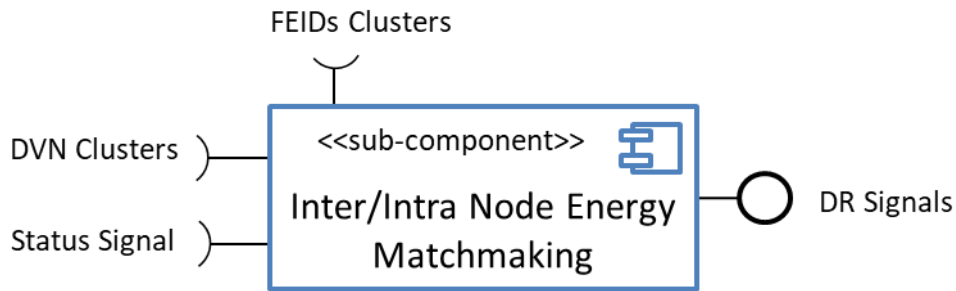 FEIDs Clusters
DVN Clusters
<<sub-component>>
Inter/Intra Node Energy
Matchmaking
Status Signal
DR Signals